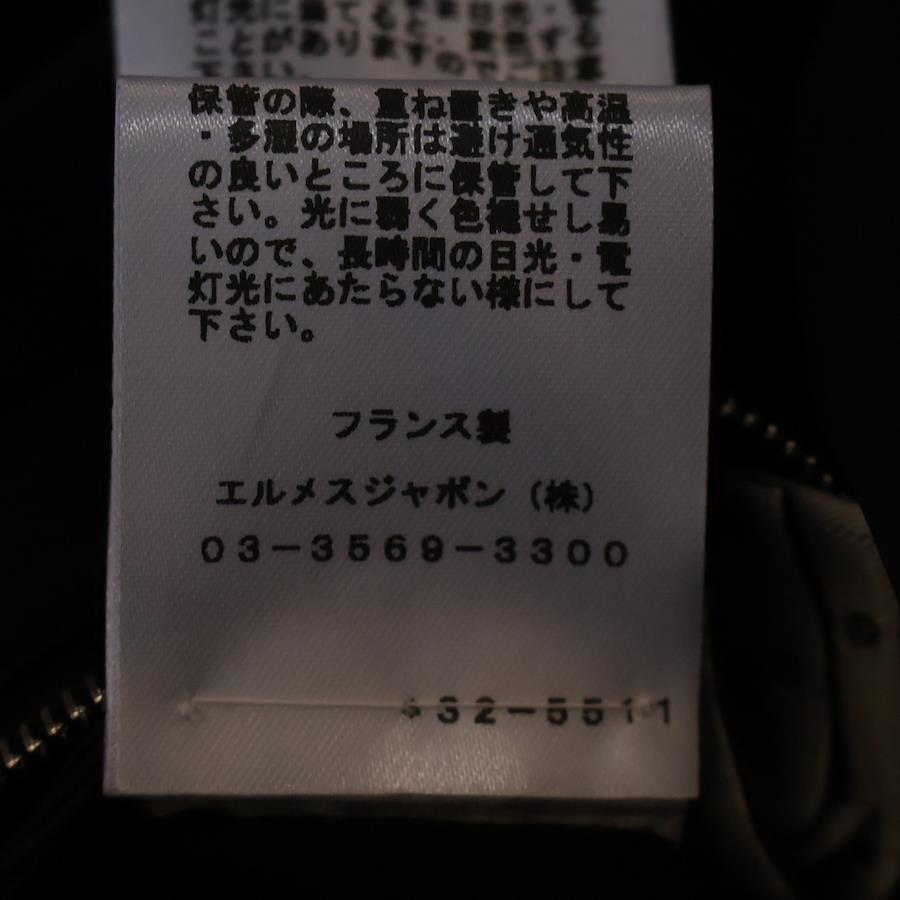 保管の際、重ね置きや高温
・多湿の場所は避け通気性
の良いところに保管して下
さい。光に弱く色褪せし易
いので、長時間の日光・電
灯光にあたらない様にして
下さい。
フランス製
エルメスジャポン（株）
03-3569-3300
32-5511